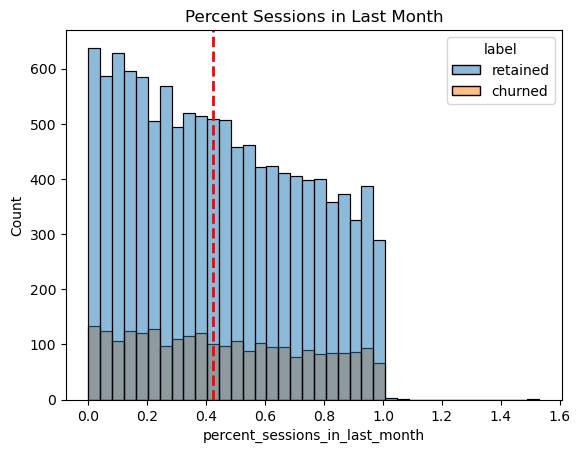 Percent Sessions in Last Month
label
retained
churned
Count
600
500
400
300
200
100
0
0.0 0.2 0.4 0.6 0.8 1.0 1.2 1.4 1.6
percent_sessions_in_last_month